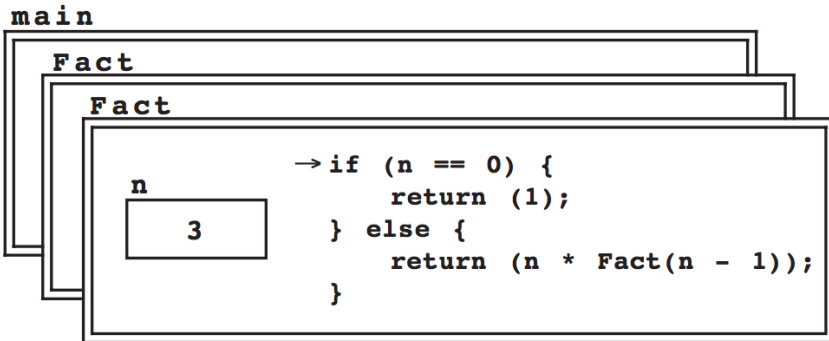 main
Fact
Fact
→ if (n == 0) {
n
return (1);
3
} else {
return (n * Fact(n - 1));
}